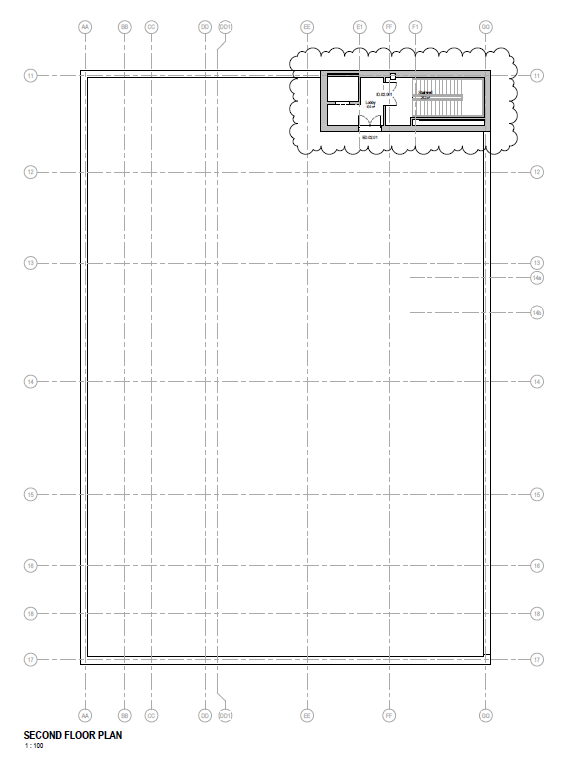 AA BB CC DD DD1 EE E1 FF F1 GG
11 11
Lobby
12 12
13 13
14a
14b
14 14
15 15
16 16
18 18
17 17
AA BB CC DD DD1 EE FF GG
SECOND FLOOR PLAN
1 : 100